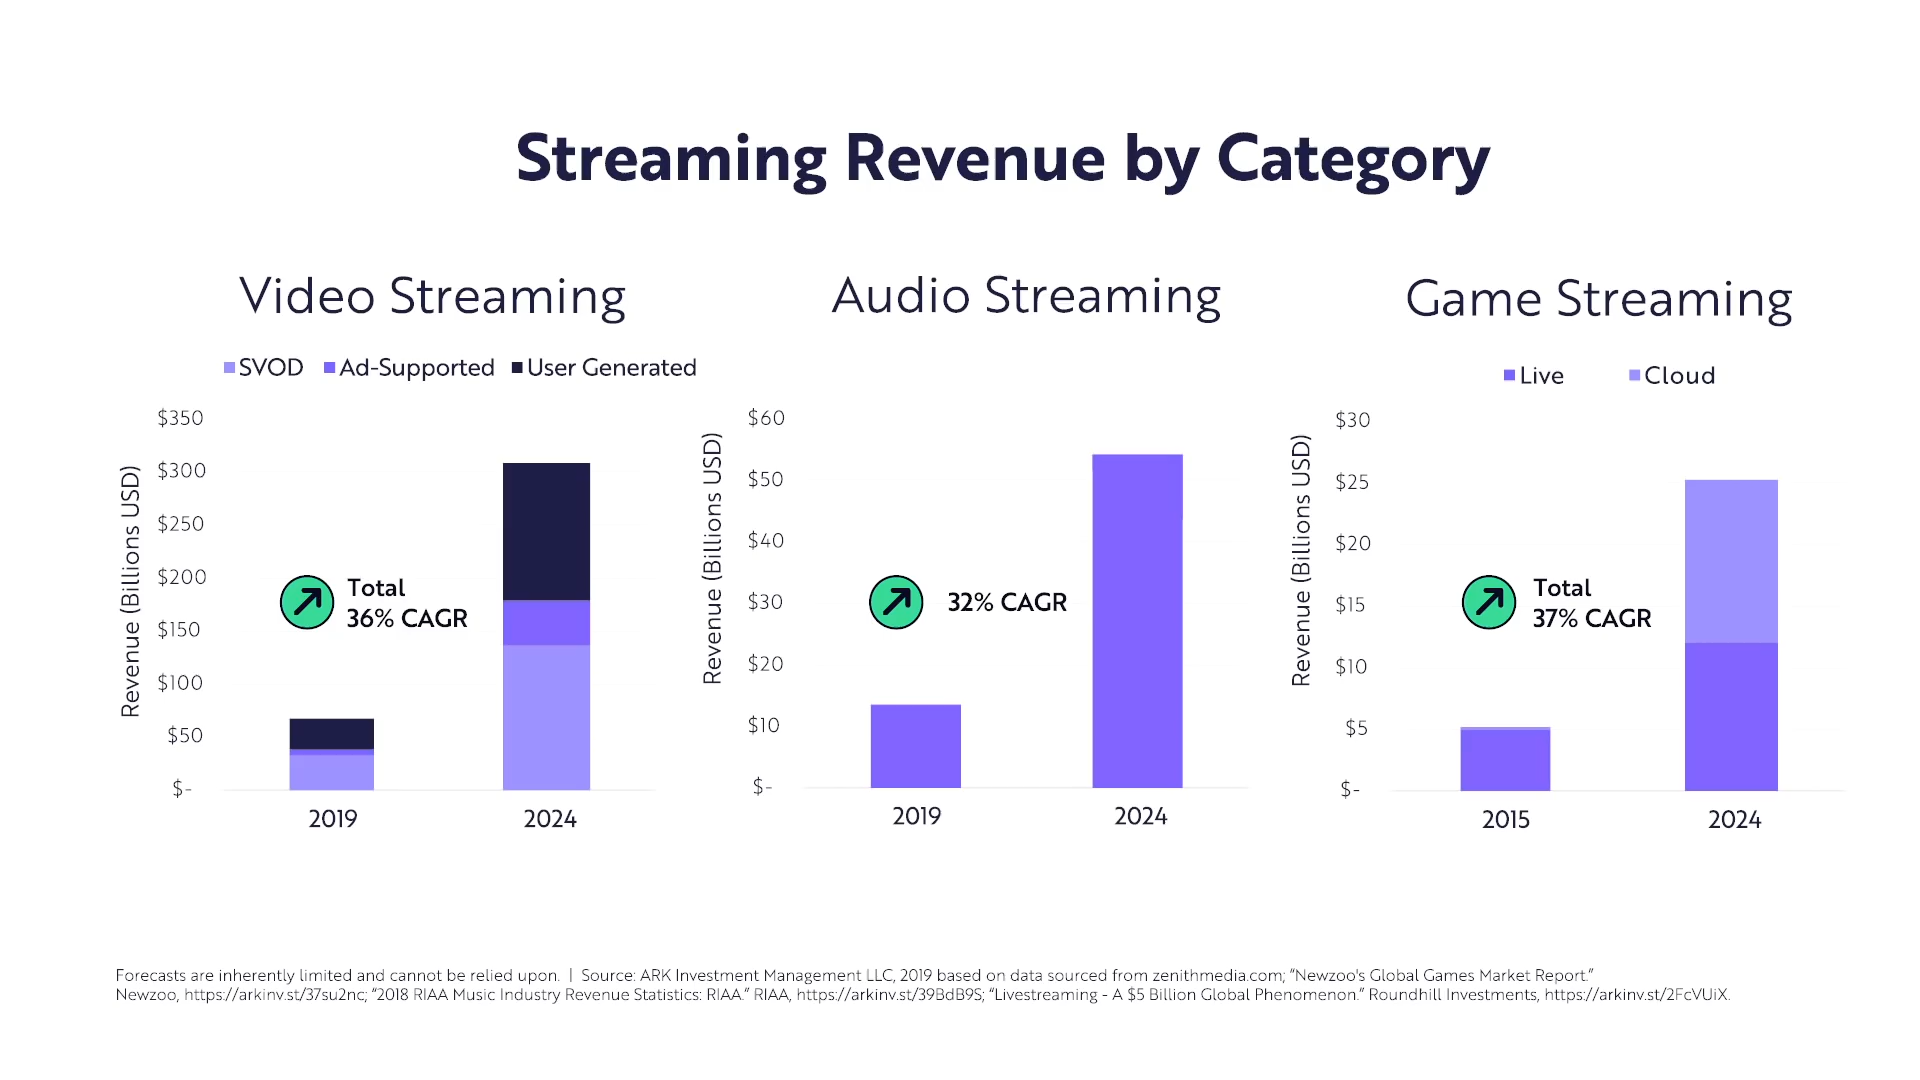 Streaming Revenue by Category
Video Streaming
SVOD Ad-Supported User Generated
Revenue (Billions USD)
$350
$300
$250
$200
$150
$100
$50
$-
Total
36% CAGR
2019 2024
Audio Streaming
Revenue (Billions USD)
$60
$50
$40
$30
$20
$10
$-
32% CAGR
2019 2024
Game Streaming
Live Cloud
Revenue (Billions USD)
$30
$25
$20
$15
$10
$5
$-
Total
37% CAGR
2015 2024
Forecasts are inherently limited and cannot be relied upon. | Source: ARK Investment Management LLC, 2019 based on data sourced from zenithmedia.com; “Newzoo's Global Games Market Report.”
Newzoo, https://arkinv.st/37su2nc; “2018 RIAA Music Industry Revenue Statistics: RIAA.” RIAA, https://arkinv.st/39BdB9S; “Livestreaming - A $5 Billion Global Phenomenon.” Roundhill Investments, https://arkinv.st/2FcVUiX.